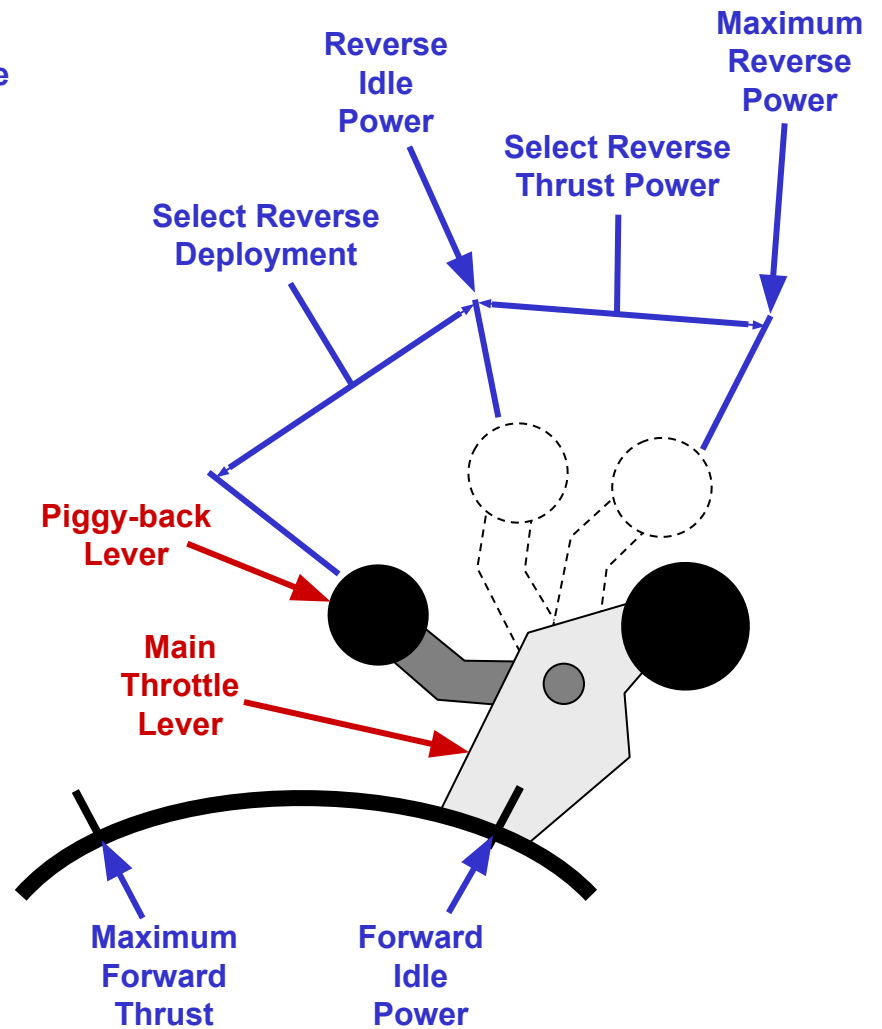 Maximum
Reverse
Power
Reverse
Idle
Power
Select Reverse
Thrust Power
Select Reverse
Deployment
Piggy-back
Lever
Main
Throttle
Lever
Maximum
Forward
Thrust
Forward
Idle
Power